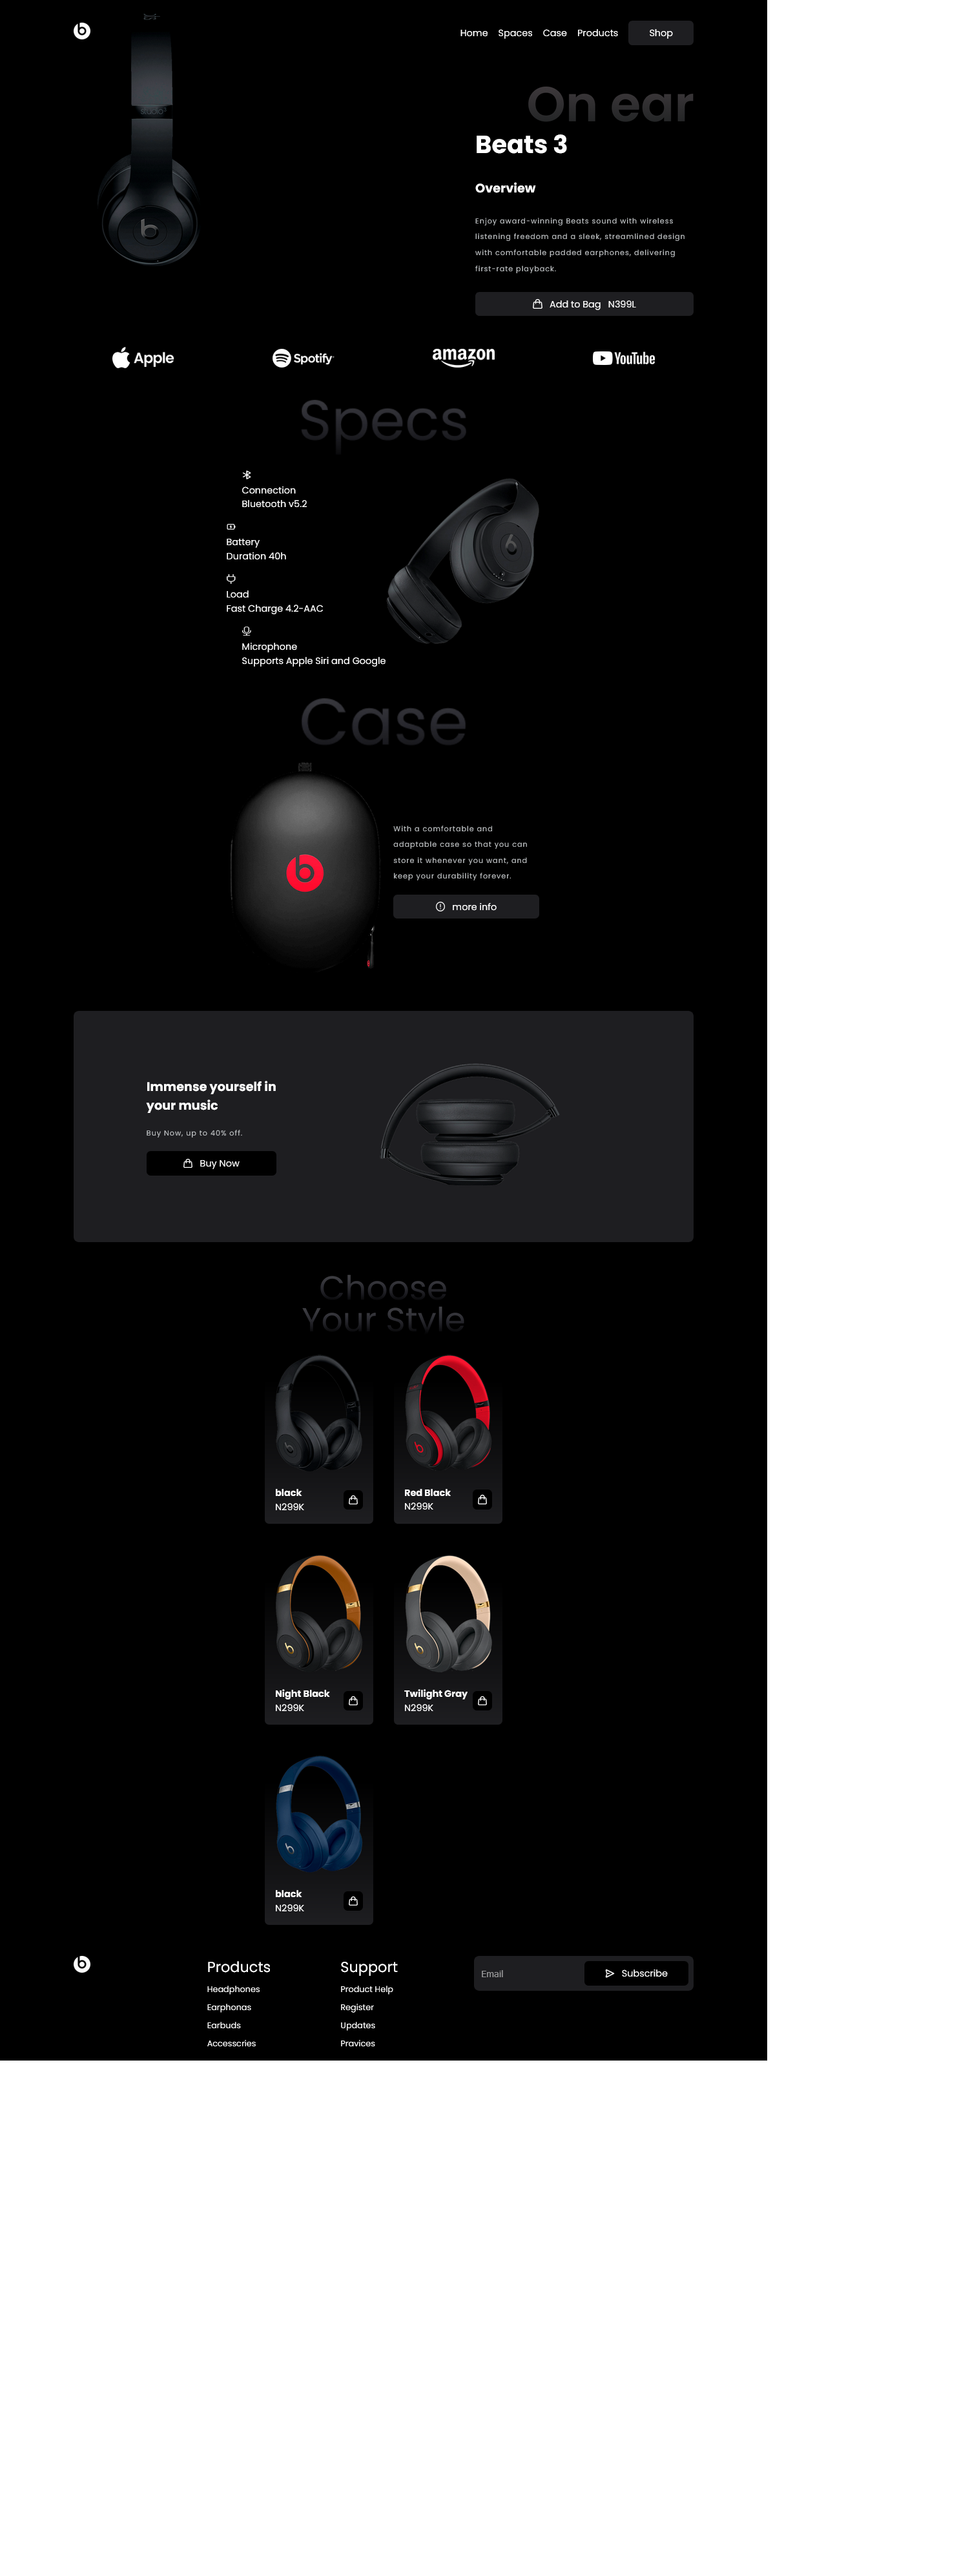 Home Spaces Case Products Shop
On ear
Beats 3
Overview
Enjoy award-winning Beats sound with wireless
listening freedom and a sleek, streamlined design
with comfortable padded earphones, delivering
first-rate playback.
Add to Bag N399L
Apple Spotify amazon YouTube
Specs
Connection
Bluetooth v5.2
Battery
Duration 40h
Load
Fast Charge 4.2-AAC
Microphone
Supports Apple Siri and Google
Case
With a comfortable and
adaptable case so that you can
store it whenever you want, and
keep your durability forever.
more info
Immense yourself in
your music
Buy Now, up to 40% off.
Buy Now
Choose
Your Style
black
N299K
Red Black
N299K
Night Black
N299K
Twilight Gray
N299K
black
N299K
Products
Headphones
Earphonas
Earbuds
Accesscries
Support
Product Help
Register
Updates
Pravices
Email
Subscribe